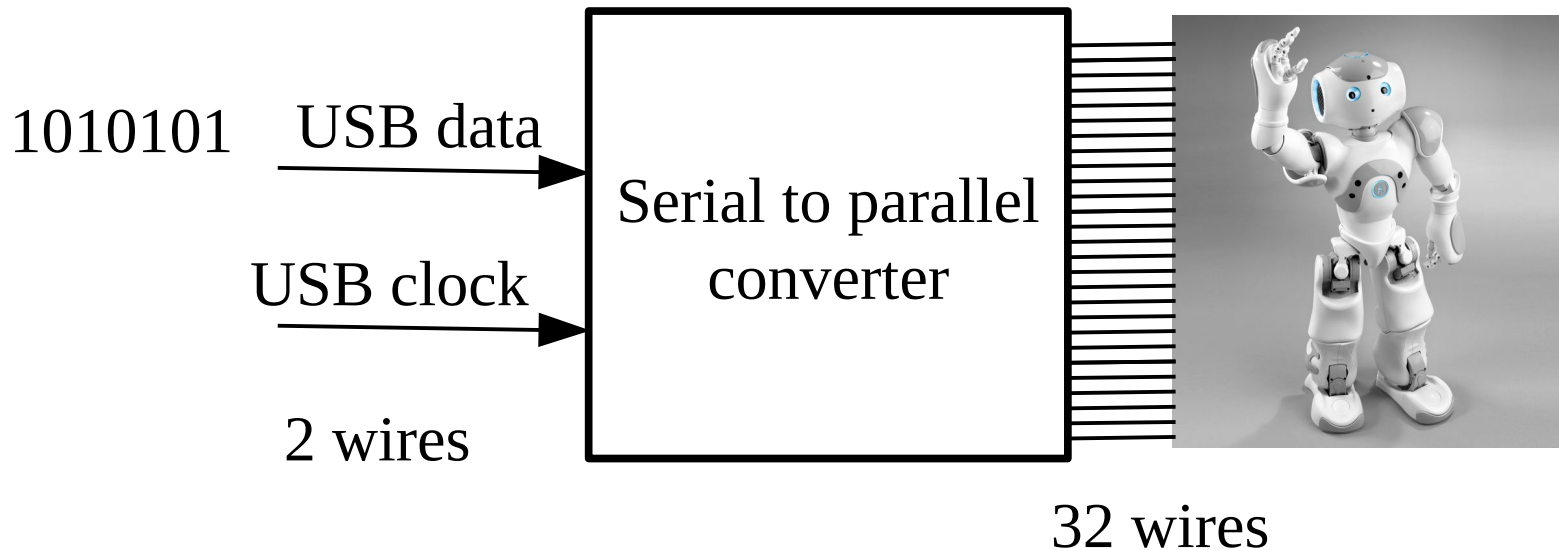 1010101
USB data
Serial to parallel
converter
USB clock
2 wires
32 wires